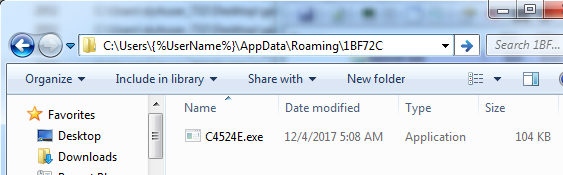 C:\Users\{%UserName%}\AppData\Roaming\1BF72C
Search 1BF...
Organize Include in library Share with New folder
Favorites
Desktop
Downloads
Name Date modified Type Size
C4524E.exe 12/4/2017 5:08 AM Application 104 KB